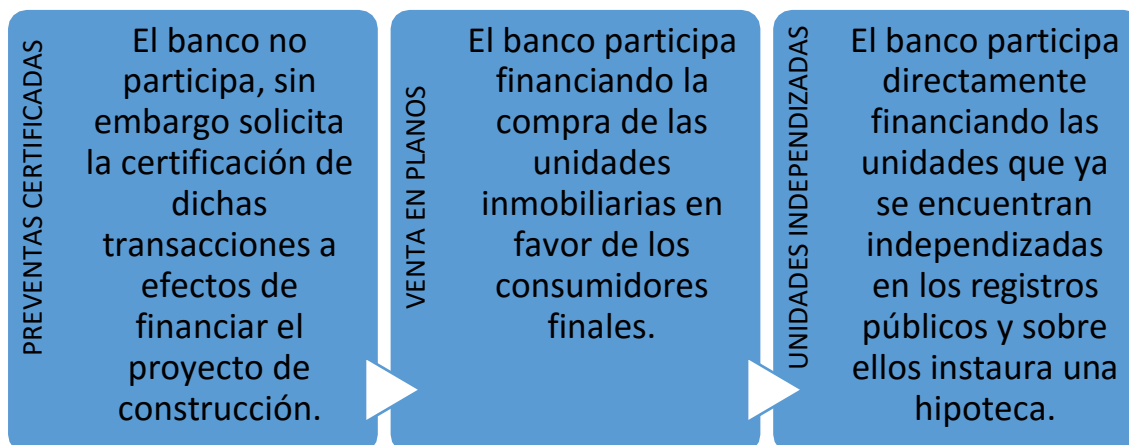 PREVENTAS CERTIFICADAS
El banco no
participa, sin
embargo solicita
la certificación de
dichas
transacciones a
efectos de
financiar el
proyecto de
construcción.
VENTA EN PLANOS
El banco participa
financiando la
compra de las
unidades
inmobiliarias en
favor de los
consumidores
finales.
UNIDADES INDEPENDIZADAS
El banco participa
directamente
financiando las
unidades que ya
se encuentran
independizadas
en los registros
públicos y sobre
ellos instaura una
hipoteca.